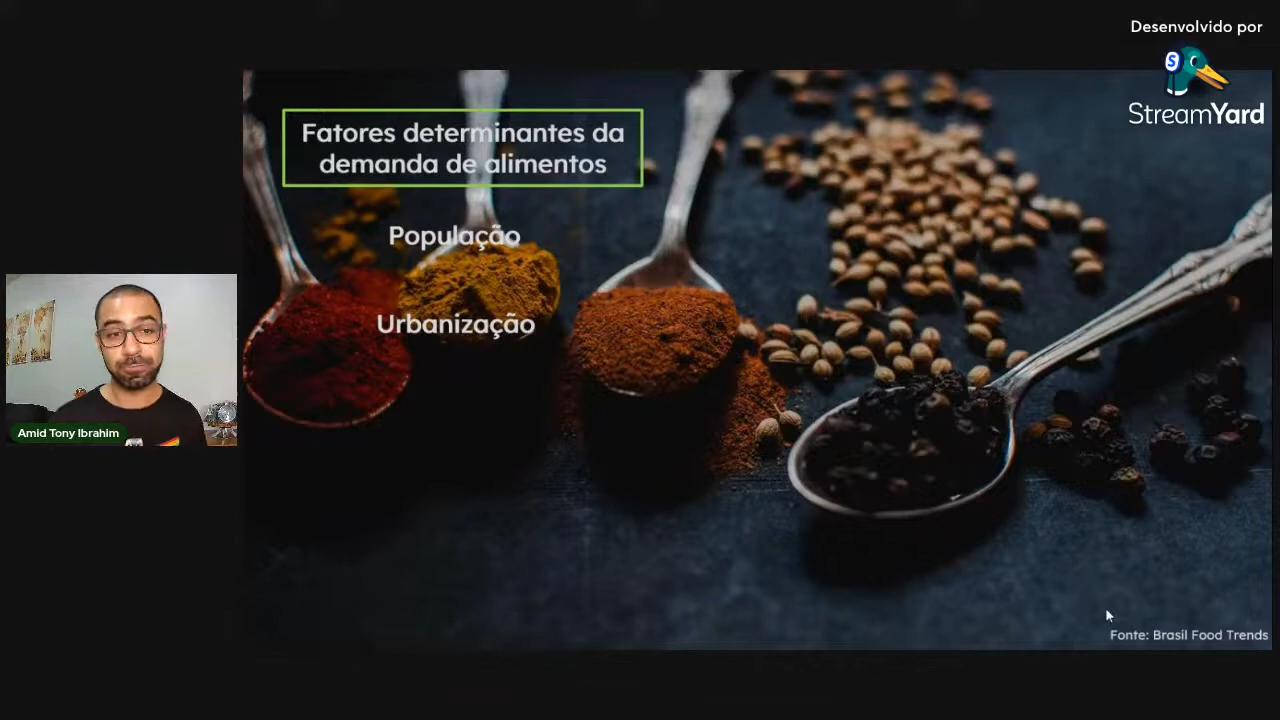 Desenvolvido por
StreamYard
Fatores determinantes da
demanda de alimentos
População
Urbanização
Amid Tony Ibrahim
Fonte: Brasil Food Trends